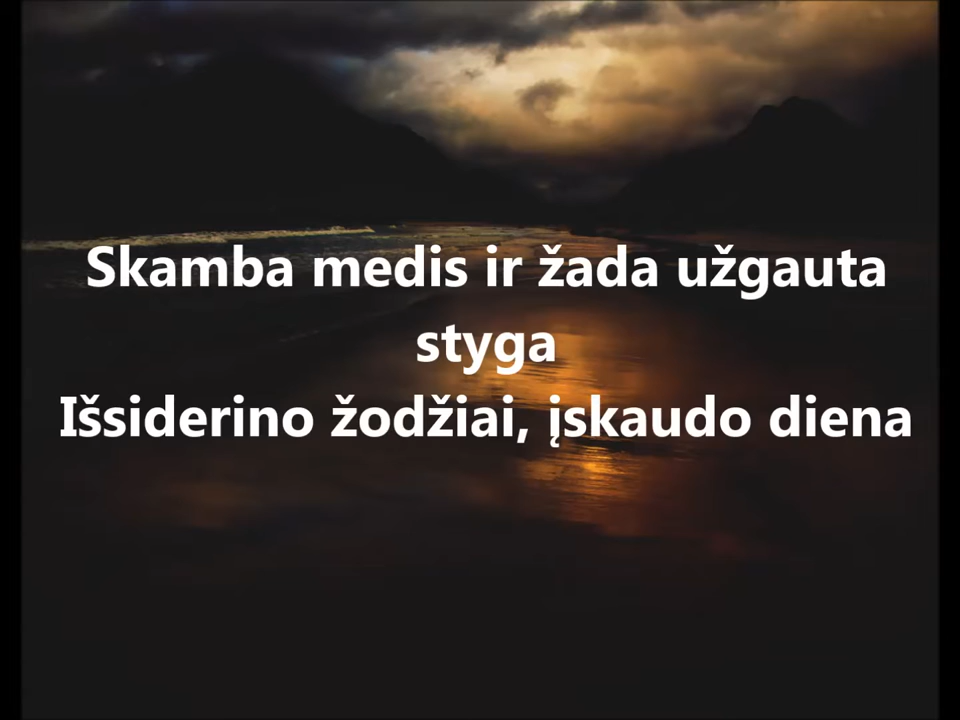 Skamba medis ir žada užgauta
styga
Išsiderino žodžiai, įskaudo diena